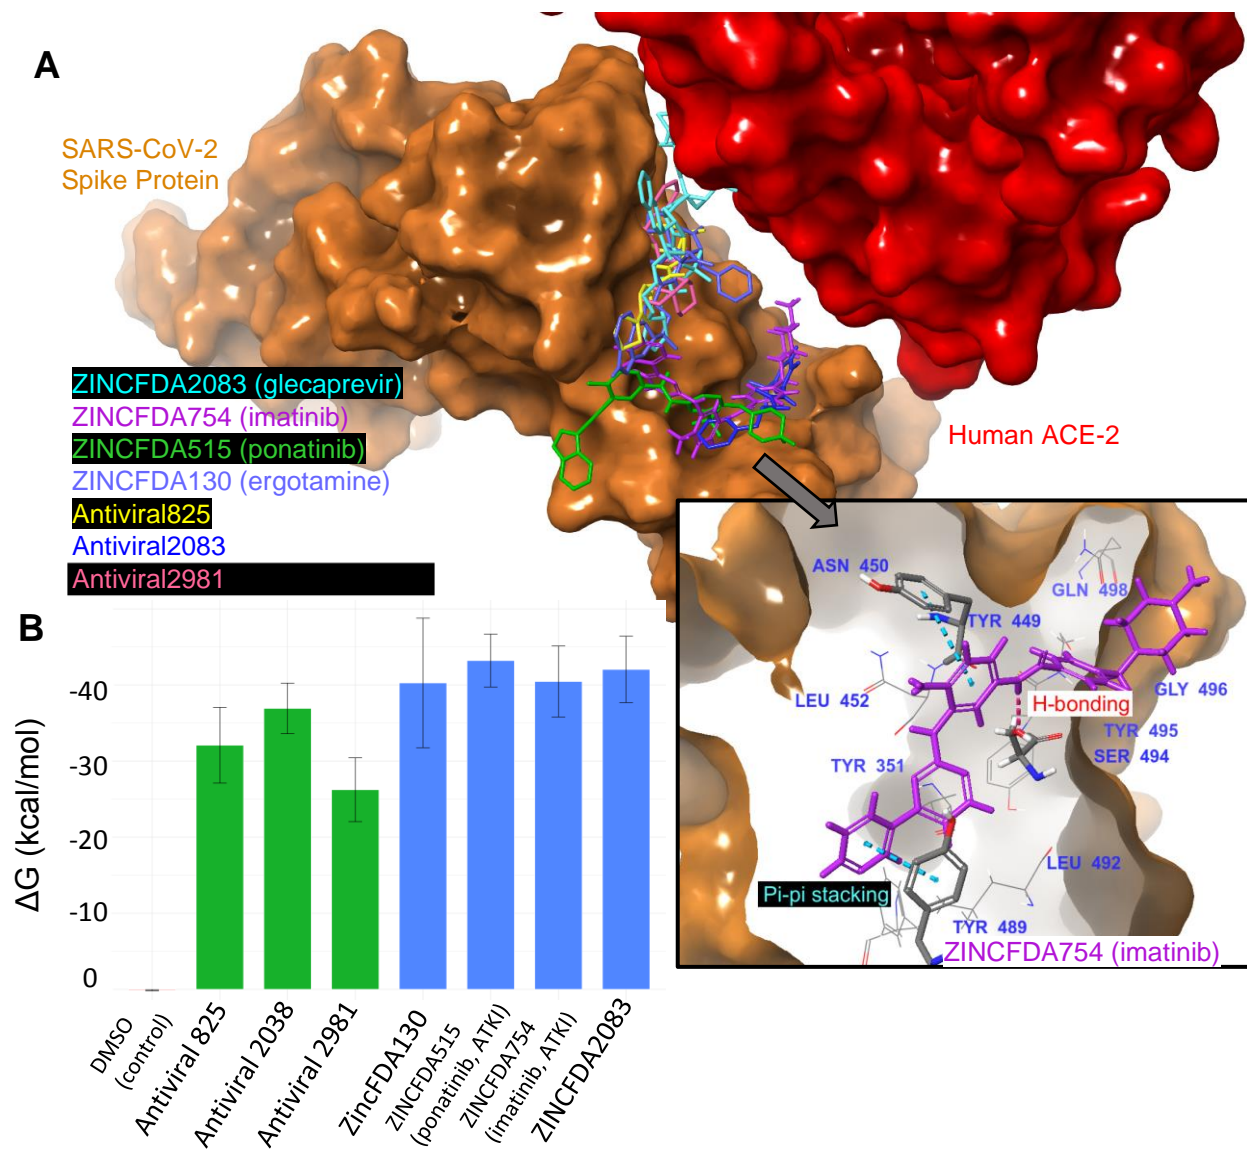 A
SARS-CoV-2
Spike Protein
ZINCFDA2083 (glecaprevir)
ZINCFDA754 (imatinib)
ZINCFDA515 (ponatinib)
ZINCFDA130 (ergotamine)
Antiviral825
Antiviral2083
Antiviral2981
Human ACE-2
ASN 450
GLN 498
TYR 449
LEU 452
GLY 496
H-bonding
TYR 495
SER 494
TYR 351
LEU 492
Pi-pi stacking
TYR 489
ZINCFDA754 (imatinib)
B
ΔG (kcal/mol)
-40
-30
-20
-10
0
DMSO
(control)
Antiviral 825
Antiviral 2038
Antiviral 2981
ZincFDA130
ZINCFDA515
(ponatinib, ATKI)
ZINCFDA754
(imatinib, ATKI)
ZINCFDA2083